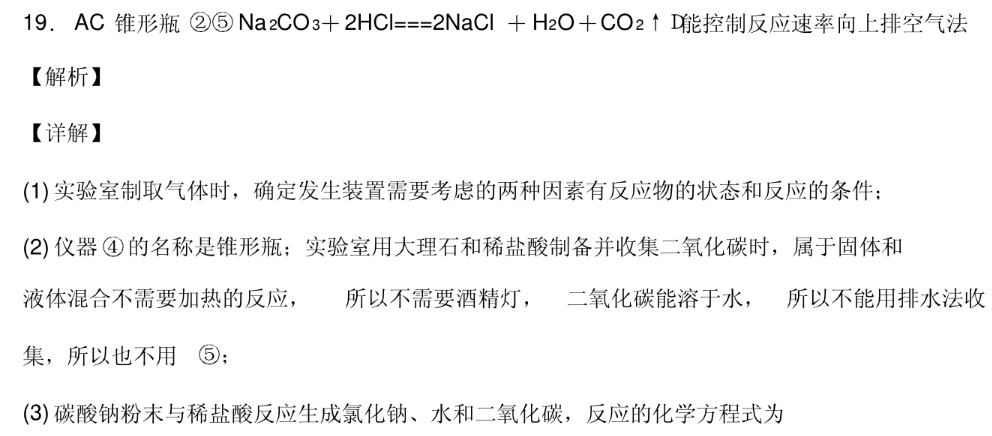 19． AC 锥形瓶 ②⑤ Na₂CO₃＋2HCl===2NaCl ＋H₂O＋CO₂↑ D能控制反应速率向上排空气法
【解析】
【详解】
(1) 实验室制取气体时，确定发生装置需要考虑的两种因素有反应物的状态和反应的条件；
(2) 仪器 ④ 的名称是锥形瓶；实验室用大理石和稀盐酸制备并收集二氧化碳时，属于固体和
液体混合不需要加热的反应， 所以不需要酒精灯， 二氧化碳能溶于水， 所以不能用排水法收
集，所以也不用 ⑤；
(3) 碳酸钠粉末与稀盐酸反应生成氯化钠、水和二氧化碳，反应的化学方程式为